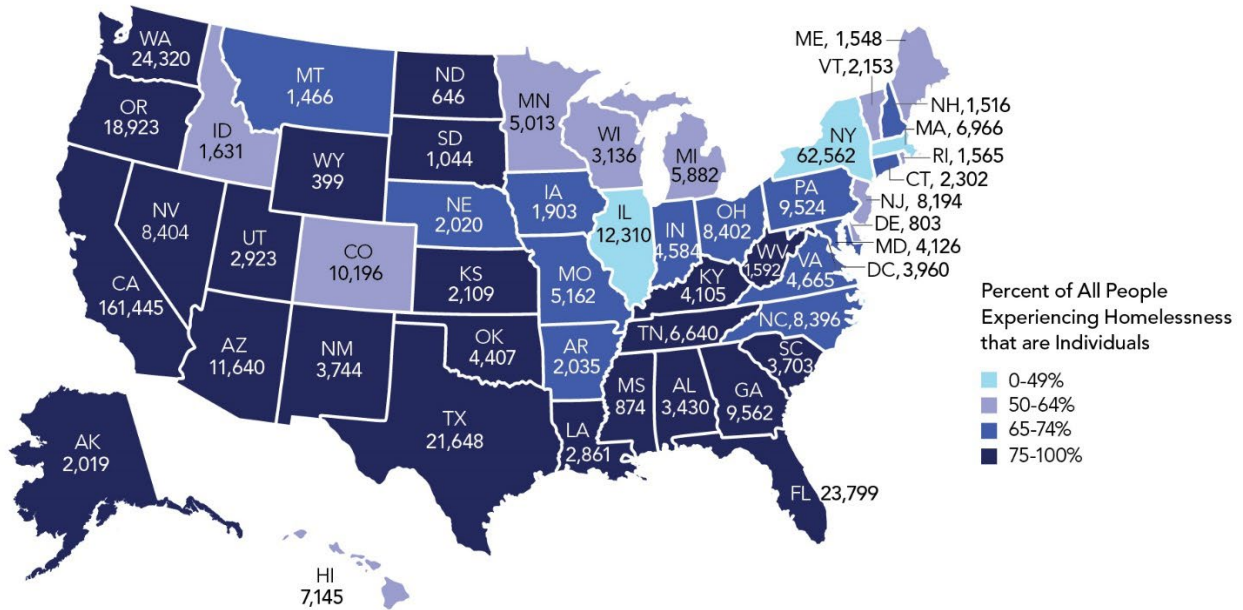 WA
24,320
OR
18,923
CA
161,445
NV
8,404
ID
1,631
MT
1,466
WY
399
UT
2,923
CO
10,196
AZ
11,640
NM
3,744
ND
646
SD
1,044
NE
2,020
KS
2,109
OK
4,407
TX
21,648
MN
5,013
IA
1,903
MO
5,162
AR
2,035
LA
2,861
WI
3,136
IL
12,310
MI
5,882
IN
4,584
OH
8,402
KY
4,105
TN, 6,640
MS
874
AL
3,430
GA
9,562
FL 23,799
SC
3,703
NC, 8,396
VA
4,665
WV
1,592
PA
9,524
NY
62,562
ME, 1,548
VT, 2,153
NH, 1,516
MA, 6,966
RI, 1,565
CT, 2,302
NJ, 8,194
DE, 803
MD, 4,126
DC, 3,960
AK
2,019
HI
7,145
Percent of All People
Experiencing Homelessness
that are Individuals
0-49%
50-64%
65-74%
75-100%